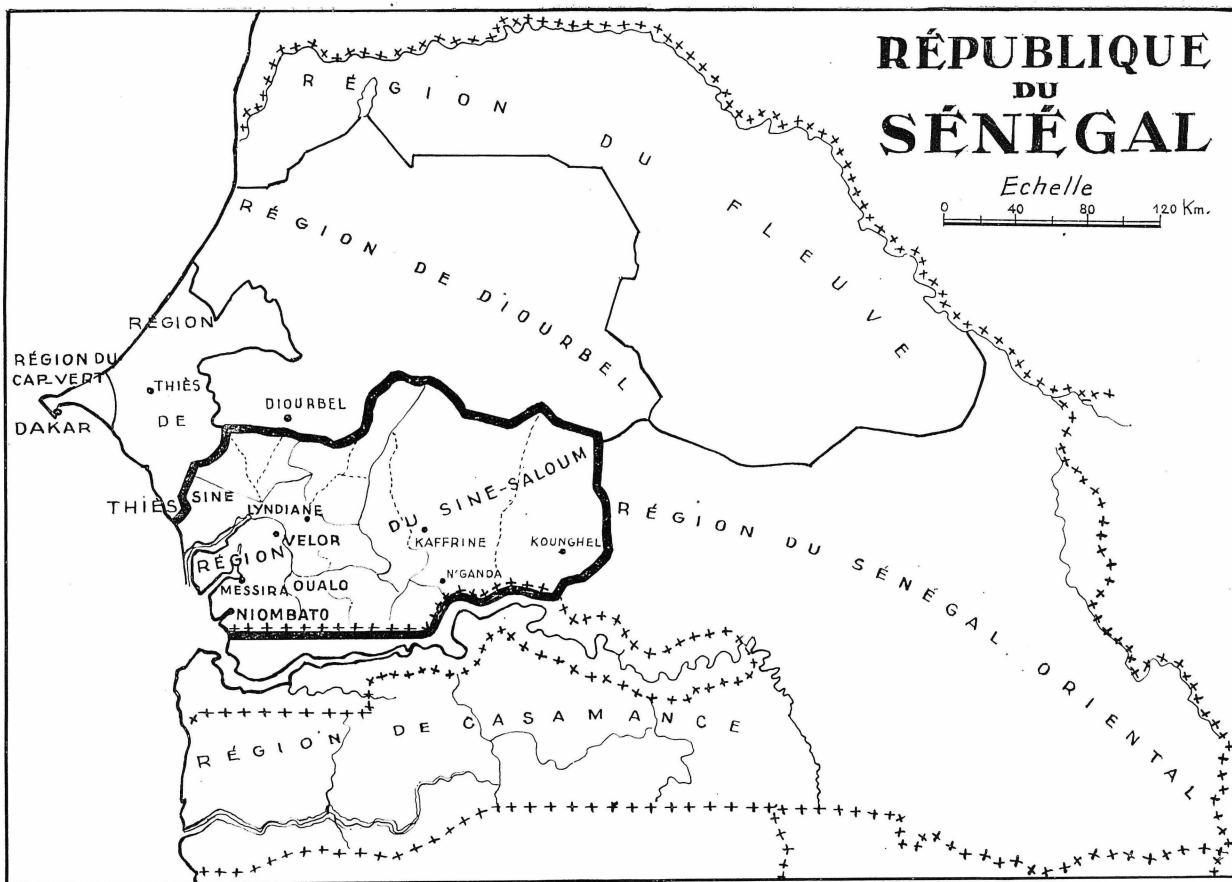 RÉPUBLIQUE
DU
SÉNÉGAL
Echelle
0 40 80 120 Km.
RÉGION DU FLEUVE
RÉGION DE DIOURBEL
RÉGION DE THIÈS
RÉGION DU
CAP-VERT
THIÈS
DAKAR
DIOURBEL
SINE
LYNDIANE
RÉGION DU SINE-SALOUM
VELOR
KAFFRINE
KOUNGHEL
MESSIRA
OUALO
N'GANDA
NIOMBATO
RÉGION DU SÉNÉGAL ORIENTAL
RÉGION DE CASAMANCE